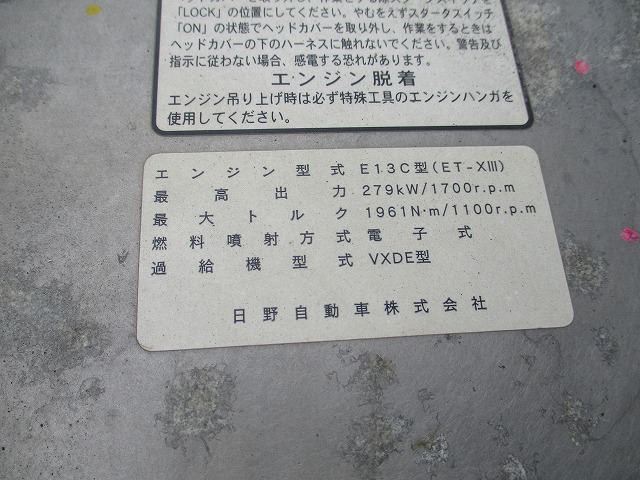 「LOCK」の位置にしてください。やむをえずスタータスイッチ
「ON」の状態でヘッドカバーを取り外し、作業をするときは
ヘッドカバーの下のハーネスに触れないでください。警告及び
指示に従わない場合、感電する恐れがあります。
エンジン脱着
エンジン吊り上げ時は必ず特殊工具のエンジンハンガを
使用してください。
エンジン型式 E13C型(ET-XIII)
最高出力 279kW/1700r.p.m
最大トルク 1961N·m/1100r.p.m
燃料噴射方式 電子式
過給機型式 VXDE型
日野自動車株式会社